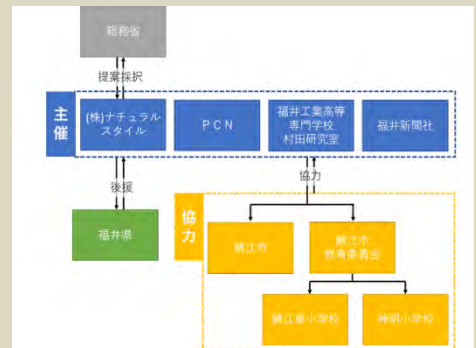 総務省
提案採択
主催
(株)ナチュラル
スタイル
PCN
福井工業高等
専門学校
村田研究室
福井新聞社
後援
協力
福井県
協力
鯖江市
鯖江市
教育委員会
鯖江東小学校
神明小学校